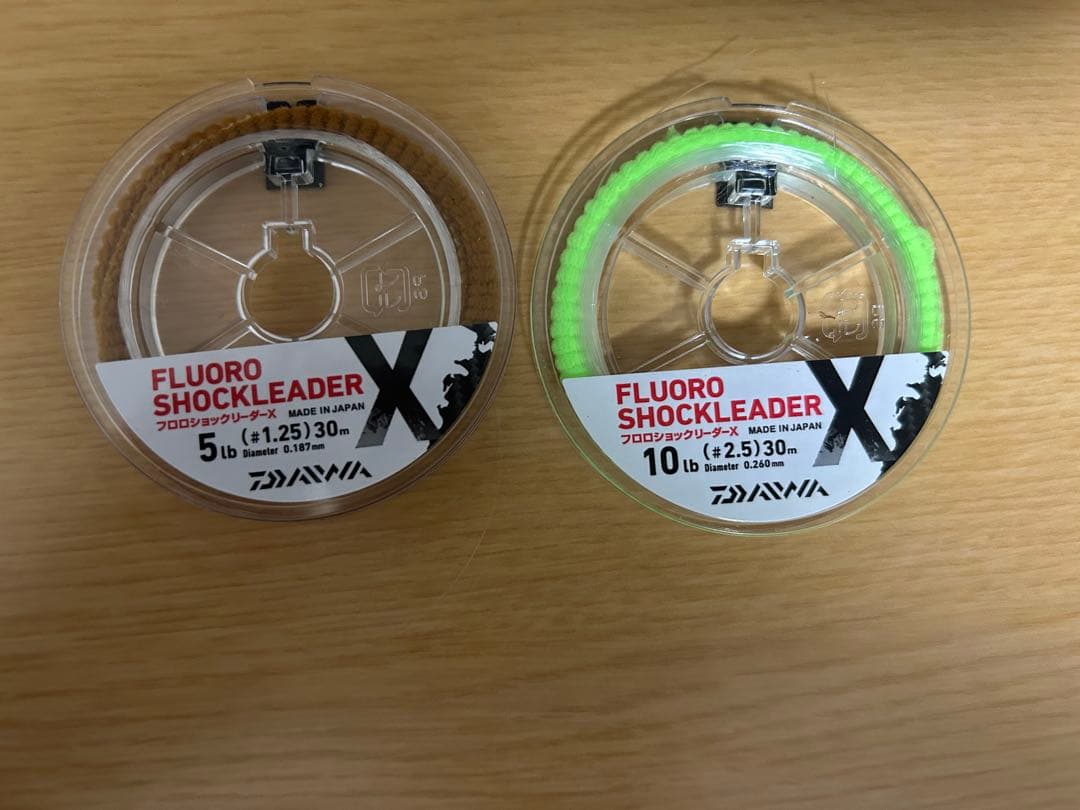 FLUORO
SHOCKLEADER X
フロロショックリーダーX MADE IN JAPAN
5lb (#1.25) 30m
Diameter 0.187mm
DAIWA
FLUORO
SHOCKLEADER X
フロロショックリーダーX MADE IN JAPAN
10lb (#2.5) 30m
Diameter 0.260mm
DAIWA